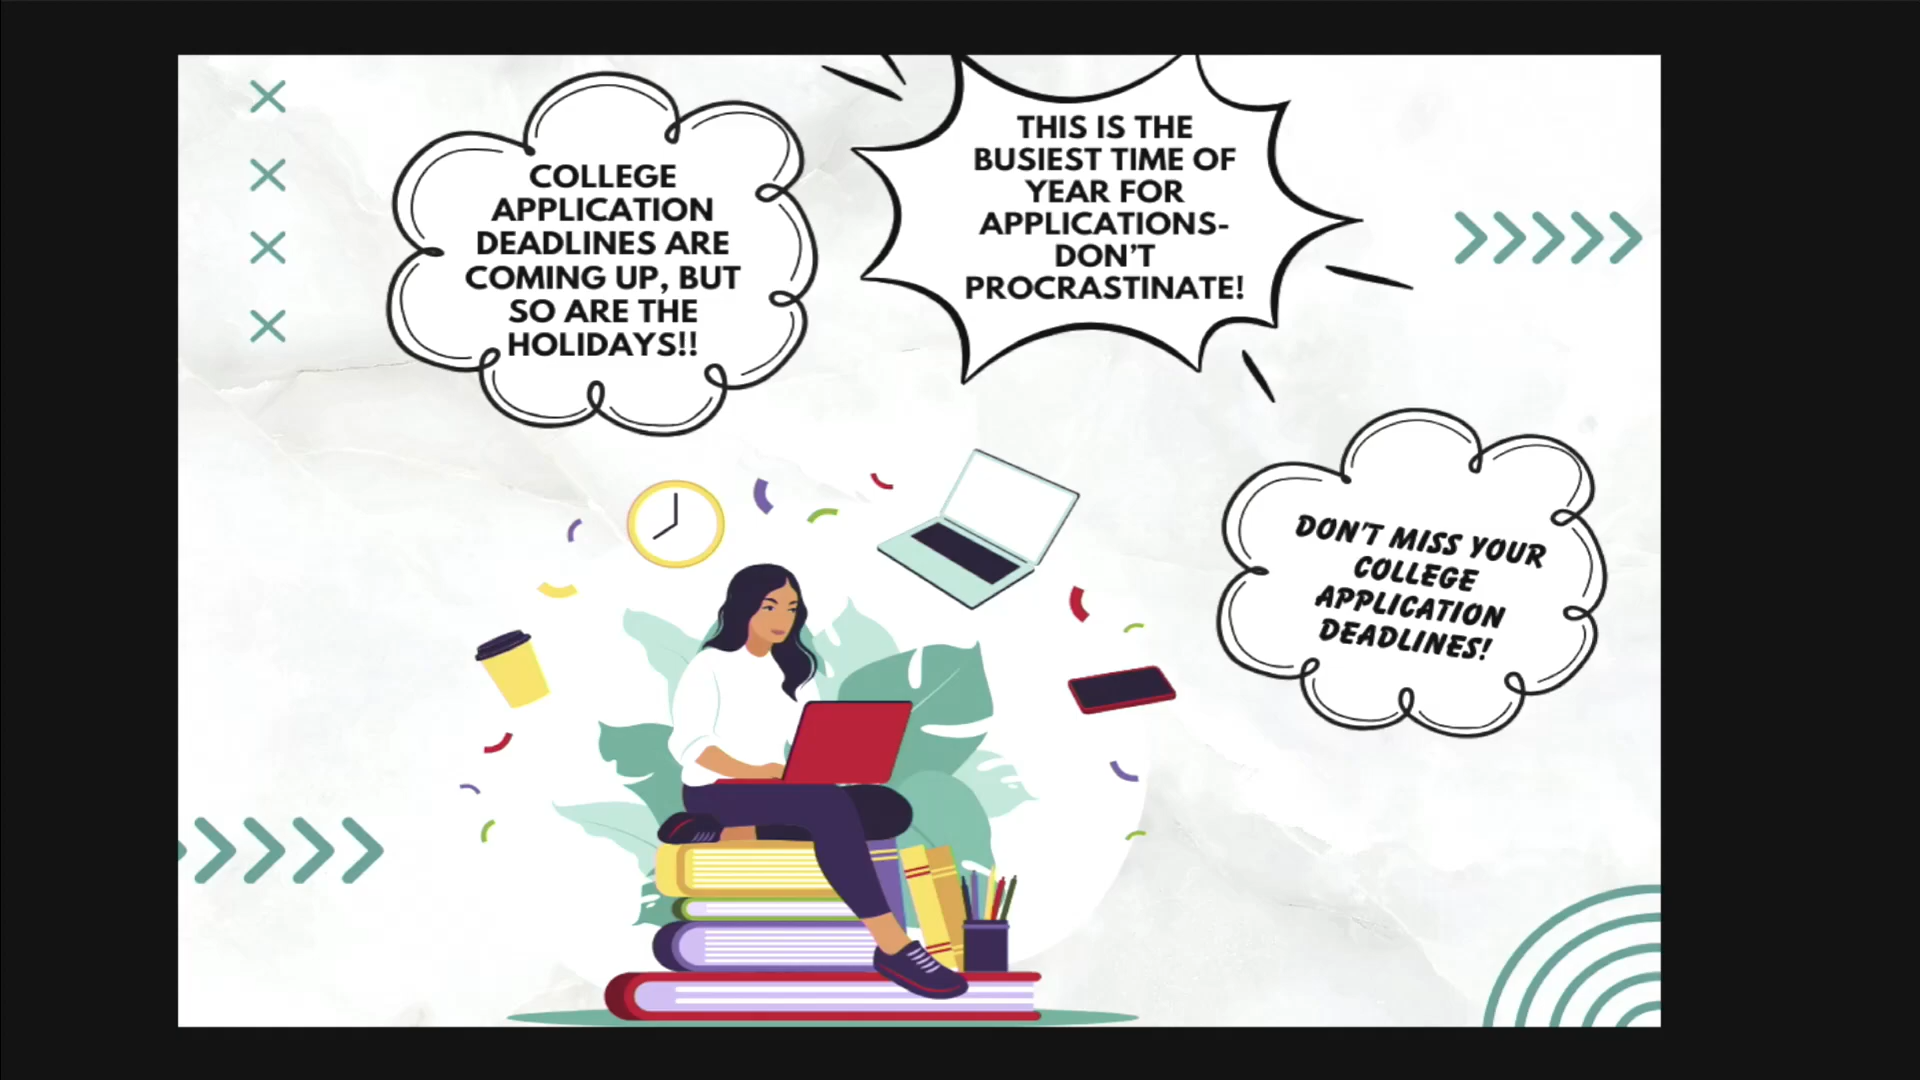 COLLEGE
APPLICATION
DEADLINES ARE
COMING UP, BUT
SO ARE THE
HOLIDAYS!!
THIS IS THE
BUSIEST TIME OF
YEAR FOR
APPLICATIONS-
DON'T
PROCRASTINATE!
DON'T MISS YOUR
COLLEGE
APPLICATION
DEADLINES!